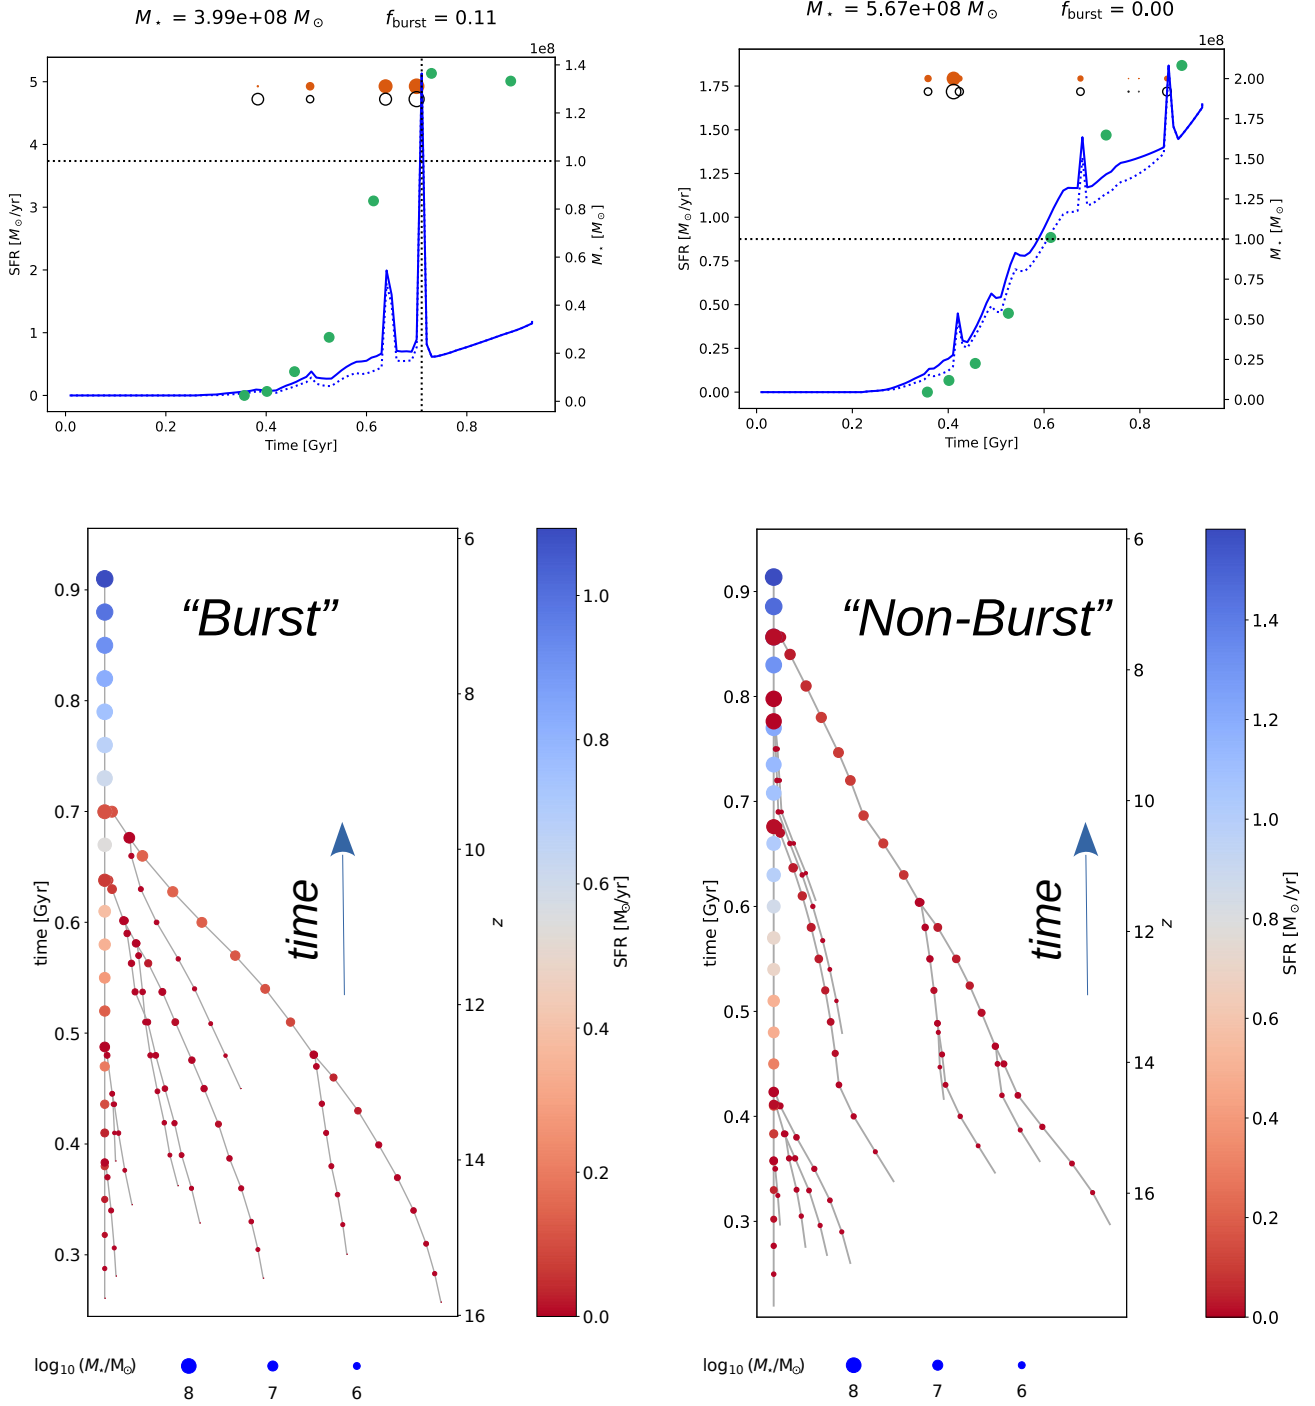 M⋆ = 3.99e+08 M⊙ f_burst = 0.11
1e8
5
4
3
2
1
0
SFR [M⊙/yr]
1.4
1.2
1.0
0.8
0.6
0.4
0.2
0.0
M⋆ [M⊙]
0.0 0.2 0.4 0.6 0.8
Time [Gyr]
M⋆ = 5.67e+08 M⊙ f_burst = 0.00
1e8
1.75
1.50
1.25
1.00
0.75
0.50
0.25
0.00
SFR [M⊙/yr]
2.00
1.75
1.50
1.25
1.00
0.75
0.50
0.25
0.00
M⋆ [M⊙]
0.0 0.2 0.4 0.6 0.8
Time [Gyr]
“Burst”
time
0.9
0.8
0.7
0.6
0.5
0.4
0.3
time [Gyr]
6
8
10
12
14
16
z
1.0
0.8
0.6
0.4
0.2
0.0
SFR [M⊙/yr]
log₁₀(M⋆/M⊙)
8 7 6
“Non-Burst”
time
0.9
0.8
0.7
0.6
0.5
0.4
0.3
time [Gyr]
6
8
10
12
14
16
z
1.4
1.2
1.0
0.8
0.6
0.4
0.2
0.0
SFR [M⊙/yr]
log₁₀(M⋆/M⊙)
8 7 6